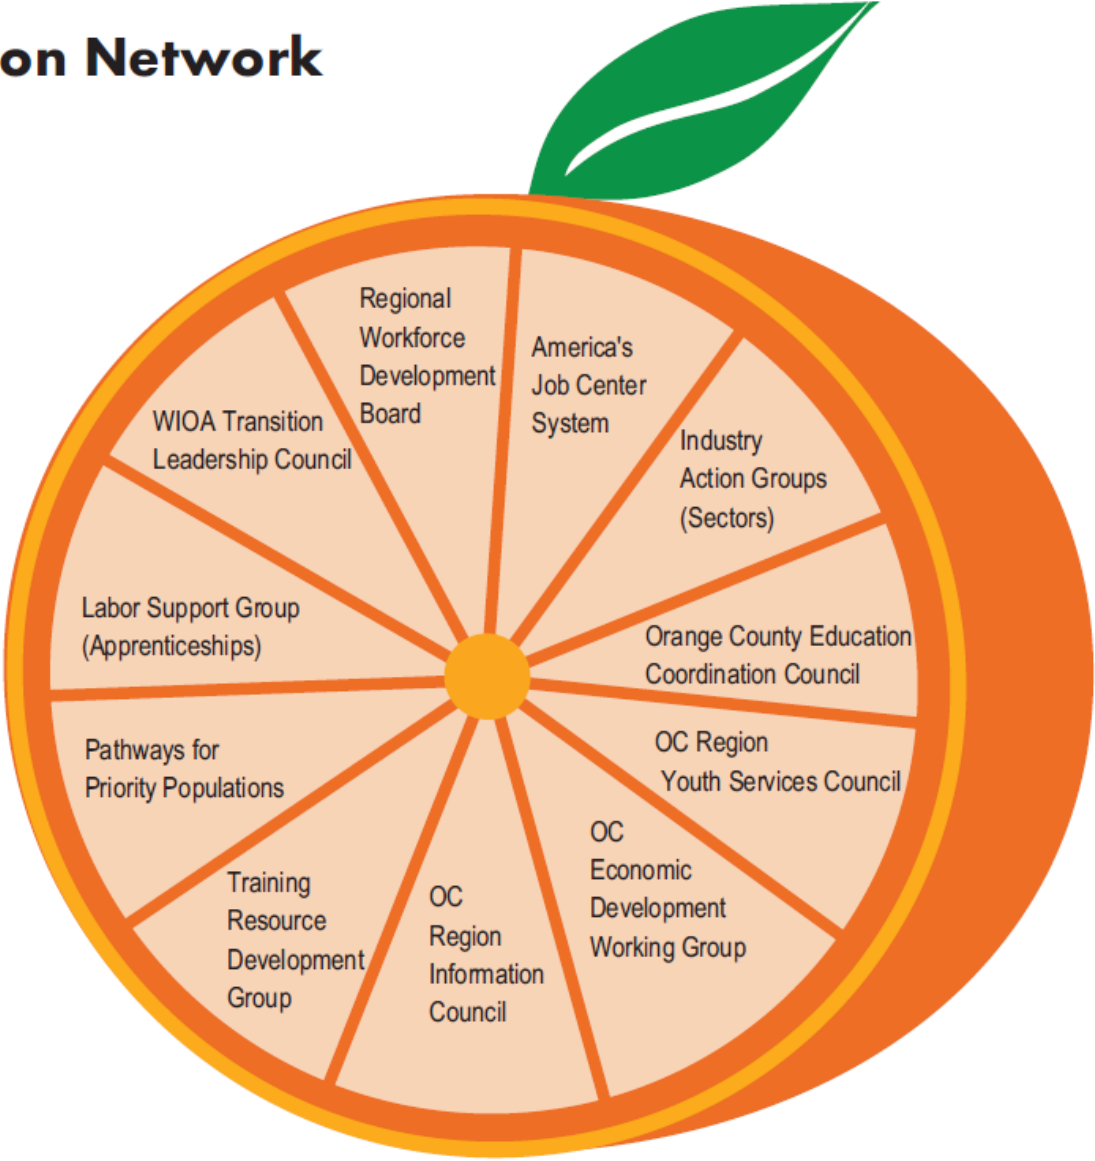 on Network
Regional
Workforce
Development
Board
America's
Job Center
System
Industry
Action Groups
(Sectors)
Orange County Education
Coordination Council
OC Region
Youth Services Council
OC
Economic
Development
Working Group
OC
Region
Information
Council
Training
Resource
Development
Group
Pathways for
Priority Populations
Labor Support Group
(Apprenticeships)
WIOA Transition
Leadership Council